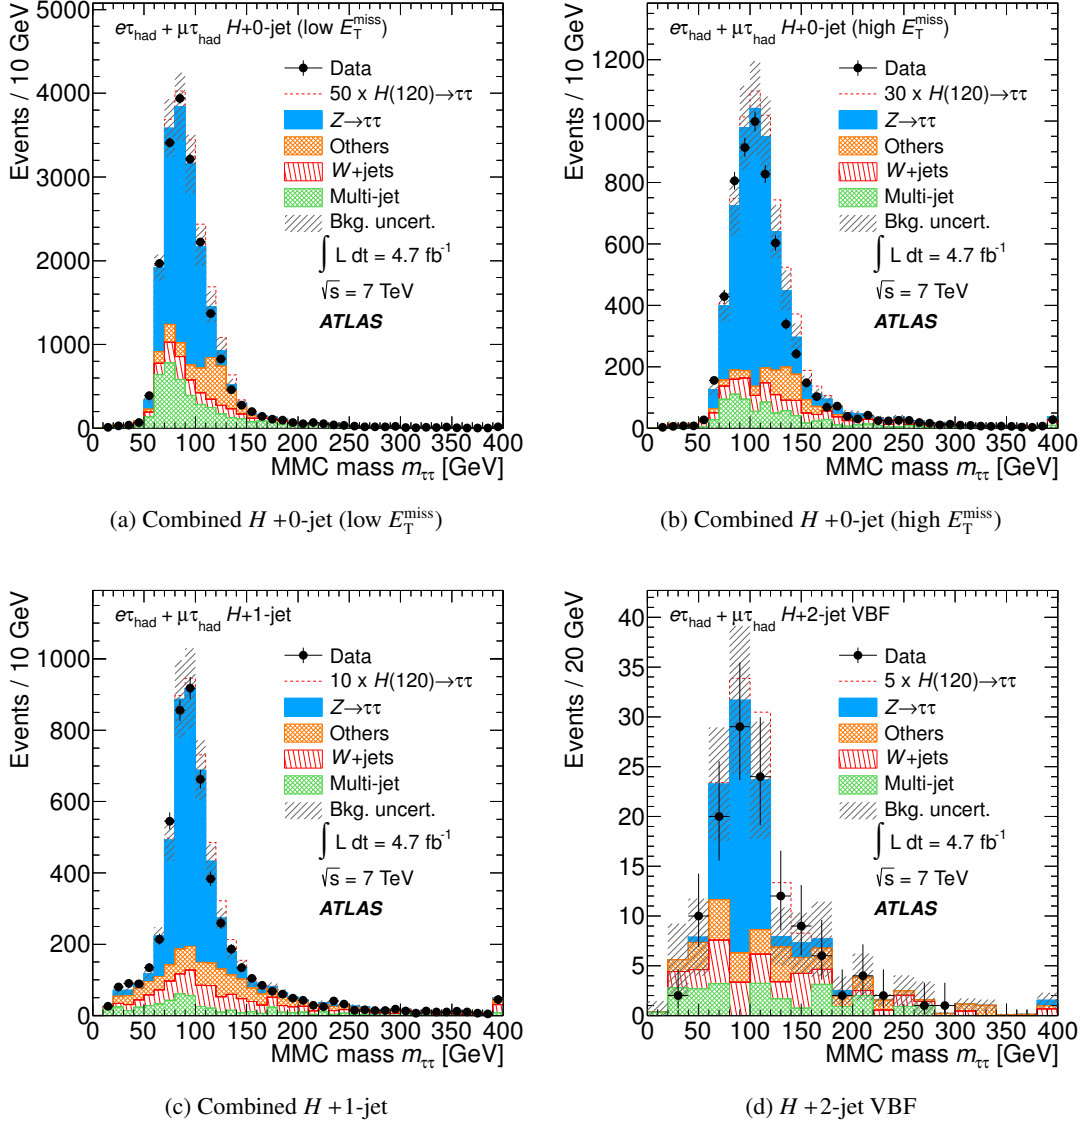 eτhad + μτhad H+0-jet (low ETmiss)
Events / 10 GeV
5000
4000
3000
2000
1000
0
Data
50 x H(120)→ττ
Z→ττ
Others
W+jets
Multi-jet
Bkg. uncert.
∫ L dt = 4.7 fb-1
√s = 7 TeV
ATLAS
0 50 100 150 200 250 300 350 400
MMC mass mττ [GeV]
(a) Combined H +0-jet (low ETmiss)
eτhad + μτhad H+0-jet (high ETmiss)
Events / 10 GeV
1200
1000
800
600
400
200
0
Data
30 x H(120)→ττ
Z→ττ
Others
W+jets
Multi-jet
Bkg. uncert.
∫ L dt = 4.7 fb-1
√s = 7 TeV
ATLAS
0 50 100 150 200 250 300 350 400
MMC mass mττ [GeV]
(b) Combined H +0-jet (high ETmiss)
eτhad + μτhad H+1-jet
Events / 10 GeV
1000
800
600
400
200
0
Data
10 x H(120)→ττ
Z→ττ
Others
W+jets
Multi-jet
Bkg. uncert.
∫ L dt = 4.7 fb-1
√s = 7 TeV
ATLAS
0 50 100 150 200 250 300 350 400
MMC mass mττ [GeV]
(c) Combined H +1-jet
eτhad + μτhad H+2-jet VBF
Events / 20 GeV
40
35
30
25
20
15
10
5
0
Data
5 x H(120)→ττ
Z→ττ
Others
W+jets
Multi-jet
Bkg. uncert.
∫ L dt = 4.7 fb-1
√s = 7 TeV
ATLAS
0 50 100 150 200 250 300 350 400
MMC mass mττ [GeV]
(d) H +2-jet VBF